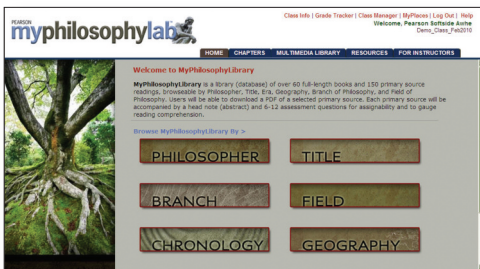 Class Info | Grade Tracker | Class Manager | MyPlaces | Log Out | Help
PEARSON
Welcome, Pearson Softside Awhe
myphilosophylab
Demo_Class_Feb2010
HOME CHAPTERS MULTIMEDIA LIBRARY RESOURCES FOR INSTRUCTORS
Welcome to MyPhilosophyLibrary
MyPhilosophyLibrary is a library (database) of over 60 full-length books and 150 primary source
readings, browseable by Philosopher, Title, Era, Geography, Branch of Philosophy, and Field of
Philosophy. Users will be able to download a PDF of a selected primary source. Each primary source will be
accompanied by a head note (abstract) and 6-12 assessment questions for assignability and to gauge
reading comprehension.
Browse MyPhilosophyLibrary By >
PHILOSOPHER TITLE
BRANCH FIELD
CHRONOLOGY GEOGRAPHY